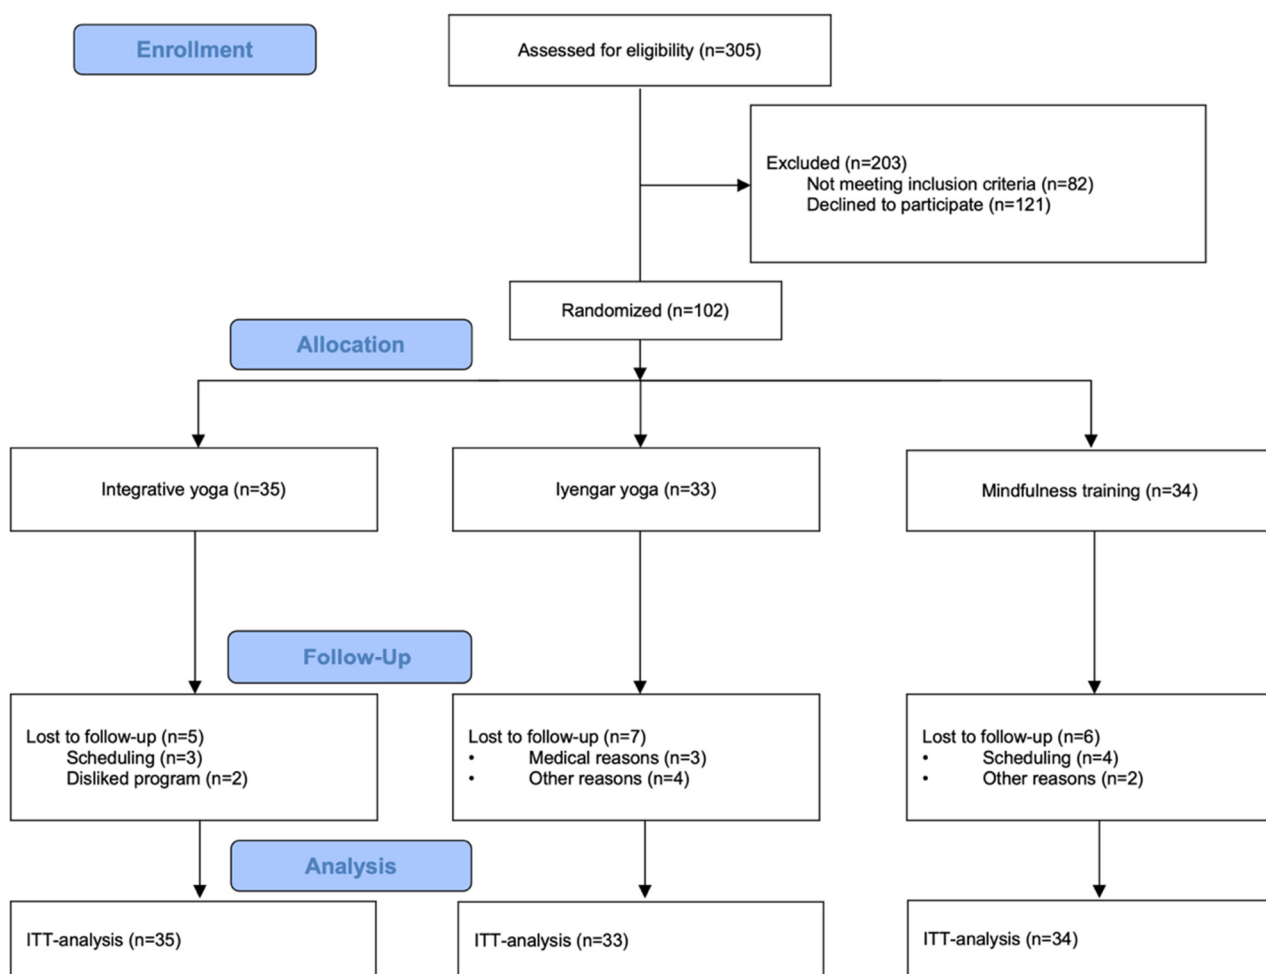 Enrollment
Assessed for eligibility (n=305)
Excluded (n=203)
Not meeting inclusion criteria (n=82)
Declined to participate (n=121)
Randomized (n=102)
Allocation
Integrative yoga (n=35)
Iyengar yoga (n=33)
Mindfulness training (n=34)
Follow-Up
Lost to follow-up (n=5)
Scheduling (n=3)
Disliked program (n=2)
Lost to follow-up (n=7)
• Medical reasons (n=3)
• Other reasons (n=4)
Lost to follow-up (n=6)
• Scheduling (n=4)
• Other reasons (n=2)
Analysis
ITT-analysis (n=35)
ITT-analysis (n=33)
ITT-analysis (n=34)